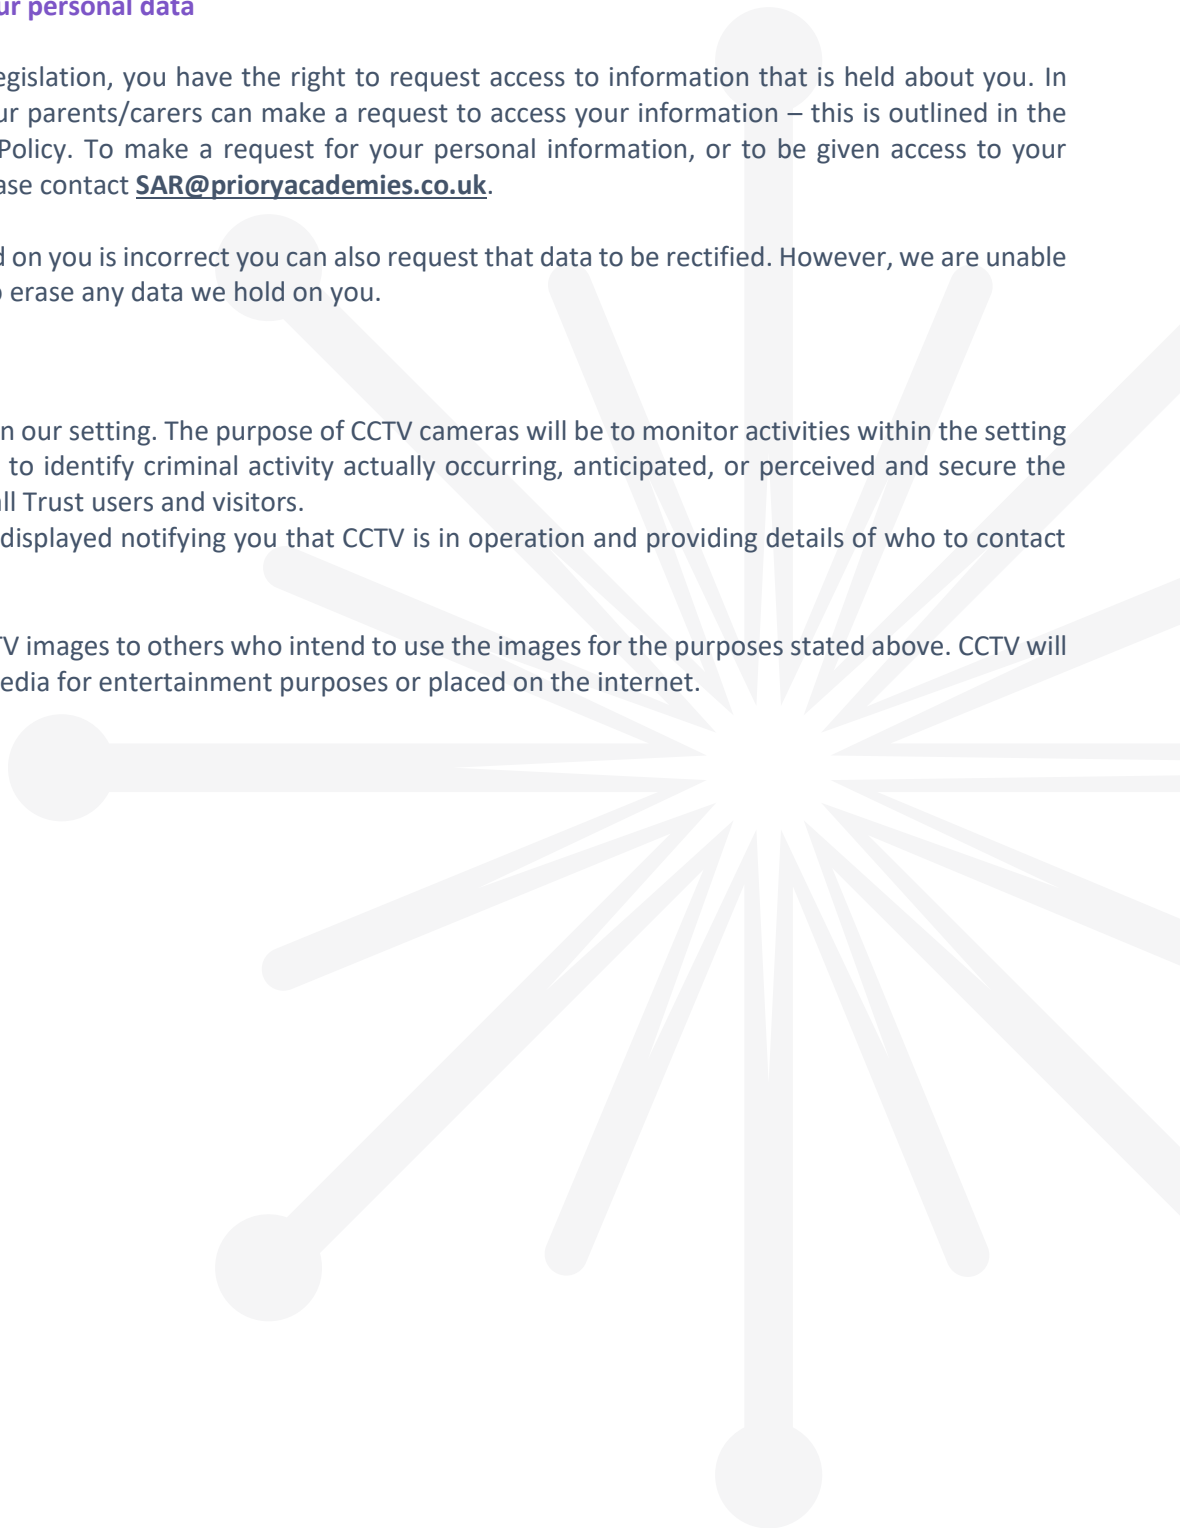 ur personal data
egislation, you have the right to request access to information that is held about you. In
ur parents/carers can make a request to access your information – this is outlined in the
Policy. To make a request for your personal information, or to be given access to your
ase contact SAR@prioryacademies.co.uk.
d on you is incorrect you can also request that data to be rectified. However, we are unable
o erase any data we hold on you.
n our setting. The purpose of CCTV cameras will be to monitor activities within the setting
to identify criminal activity actually occurring, anticipated, or perceived and secure the
all Trust users and visitors.
displayed notifying you that CCTV is in operation and providing details of who to contact
TV images to others who intend to use the images for the purposes stated above. CCTV will
edia for entertainment purposes or placed on the internet.